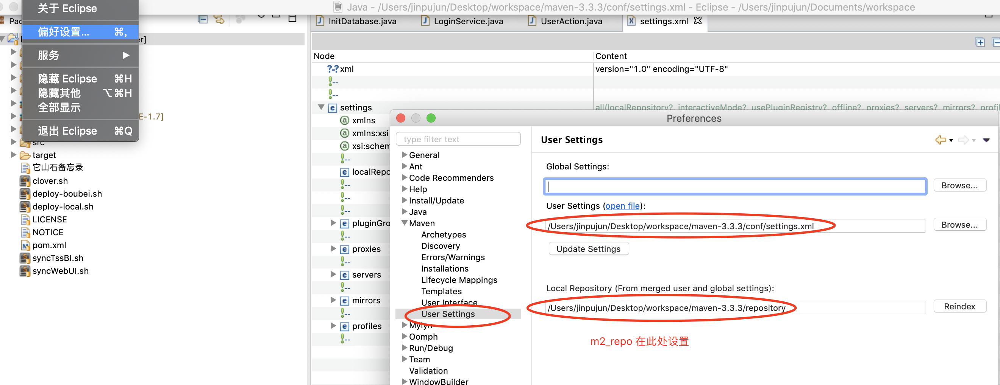 Java - /Users/jinpujun/Desktop/workspace/maven-3.3.3/conf/settings.xml - Eclipse - /Users/jinpujun/Documents/workspace
关于 Eclipse
偏好设置... ⌘,
服务 ▶
隐藏 Eclipse ⌘H
隐藏其他 ⌥⌘H
全部显示
退出 Eclipse ⌘Q
E-1.7]
src
target
它山石备忘录
clover.sh
deploy-boubei.sh
deploy-local.sh
LICENSE
NOTICE
pom.xml
syncTssBI.sh
syncWebUI.sh
InitDatabase.java LoginService.java UserAction.java settings.xml
Node Content
?=? xml version="1.0" encoding="UTF-8"
!--
!--
settings all(localRepository?, interactiveMode?, usePluginRegistry?, offline?, proxies?, servers?, mirrors?, profil
xmlns
xmlns:xsi
xsi:schem
!--
localRepo
!--
!--
!--
pluginGro
!--
proxies
!--
servers
!--
mirrors
!--
profiles
!--
Preferences
type filter text
General
Ant
Code Recommenders
Help
Install/Update
Java
Maven
Archetypes
Discovery
Errors/Warnings
Installations
Lifecycle Mappings
Templates
User Interface
User Settings
Mylyn
Oomph
Run/Debug
Team
Validation
WindowBuilder
User Settings
Global Settings:
Browse...
User Settings (open file):
/Users/jinpujun/Desktop/workspace/maven-3.3.3/conf/settings.xml Browse...
Update Settings
Local Repository (From merged user and global settings):
/Users/jinpujun/Desktop/workspace/maven-3.3.3/repository Reindex
m2_repo 在此处设置